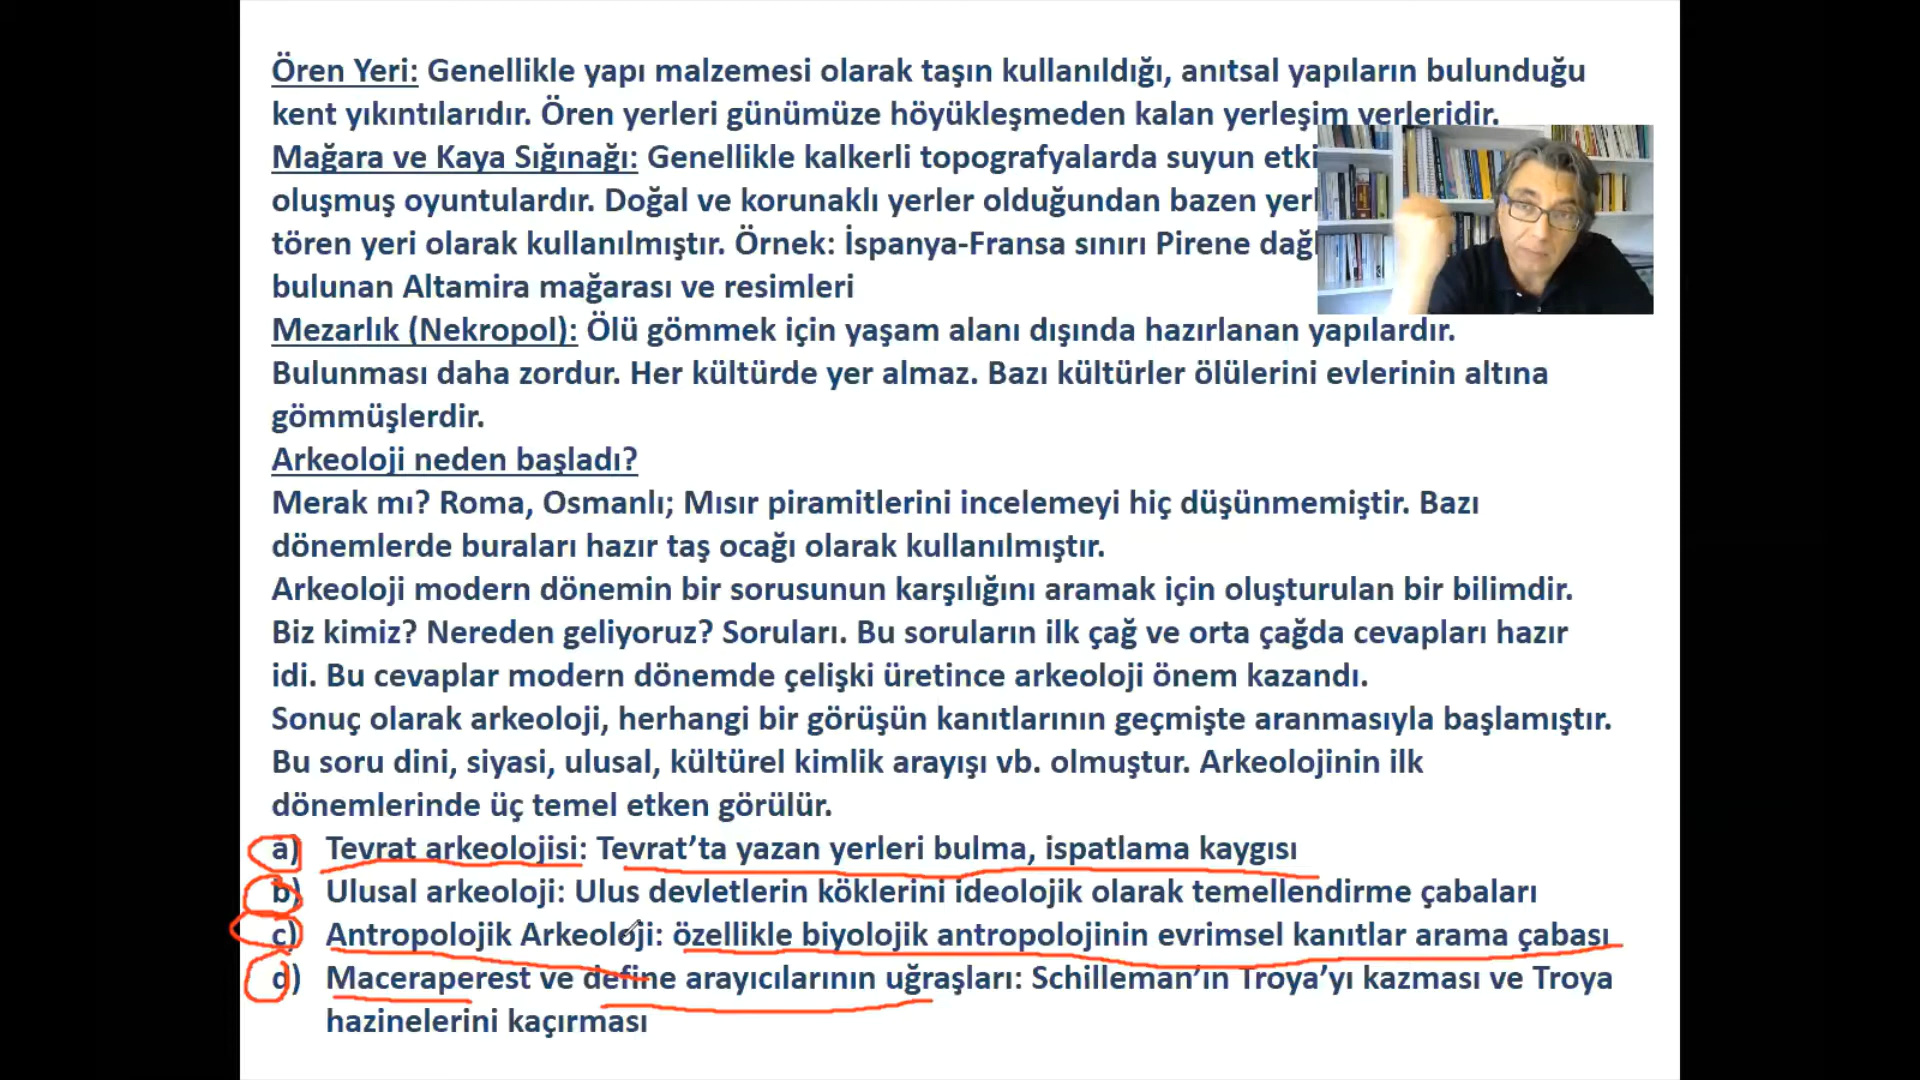 Ören Yeri: Genellikle yapı malzemesi olarak taşın kullanıldığı, anıtsal yapıların bulunduğu
kent yıkıntılarıdır. Ören yerleri günümüze höyükleşmeden kalan yerleşim yerleridir.
Mağara ve Kaya Sığınağı: Genellikle kalkerli topografyalarda suyun etki
oluşmuş oyuntulardır. Doğal ve korunaklı yerler olduğundan bazen yerl
tören yeri olarak kullanılmıştır. Örnek: İspanya-Fransa sınırı Pirene dağ
bulunan Altamira mağarası ve resimleri
Mezarlık (Nekropol): Ölü gömmek için yaşam alanı dışında hazırlanan yapılardır.
Bulunması daha zordur. Her kültürde yer almaz. Bazı kültürler ölülerini evlerinin altına
gömmüşlerdir.
Arkeoloji neden başladı?
Merak mı? Roma, Osmanlı; Mısır piramitlerini incelemeyi hiç düşünmemiştir. Bazı
dönemlerde buraları hazır taş ocağı olarak kullanılmıştır.
Arkeoloji modern dönemin bir sorusunun karşılığını aramak için oluşturulan bir bilimdir.
Biz kimiz? Nereden geliyoruz? Soruları. Bu soruların ilk çağ ve orta çağda cevapları hazır
idi. Bu cevaplar modern dönemde çelişki üretince arkeoloji önem kazandı.
Sonuç olarak arkeoloji, herhangi bir görüşün kanıtlarının geçmişte aranmasıyla başlamıştır.
Bu soru dini, siyasi, ulusal, kültürel kimlik arayışı vb. olmuştur. Arkeolojinin ilk
dönemlerinde üç temel etken görülür.
a) Tevrat arkeolojisi: Tevrat’ta yazan yerleri bulma, ispatlama kaygısı
b) Ulusal arkeoloji: Ulus devletlerin köklerini ideolojik olarak temellendirme çabaları
c) Antropolojik Arkeoloji: özellikle biyolojik antropolojinin evrimsel kanıtlar arama çabası
d) Maceraperest ve define arayıcılarının uğraşları: Schilleman’ın Troya’yı kazması ve Troya
hazinelerini kaçırması